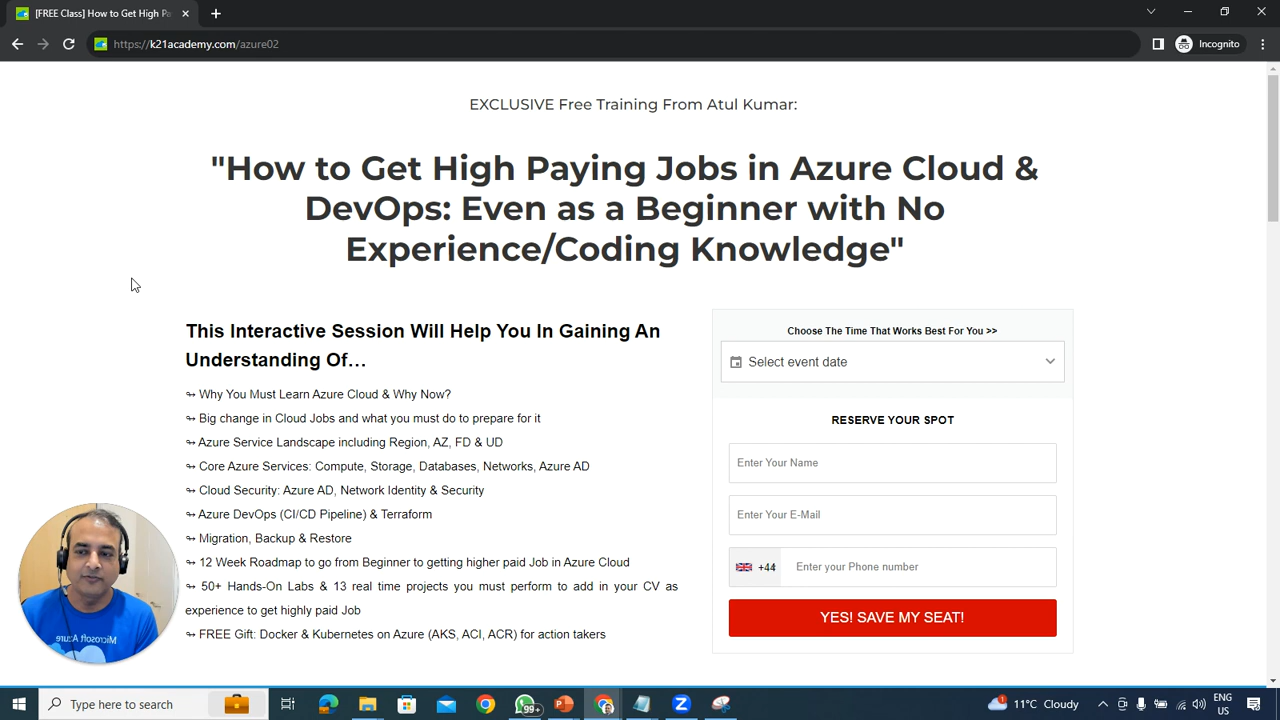 [FREE Class] How to Get High Pa
https://k21academy.com/azure02
Incognito
EXCLUSIVE Free Training From Atul Kumar:
"How to Get High Paying Jobs in Azure Cloud &
DevOps: Even as a Beginner with No
Experience/Coding Knowledge"
This Interactive Session Will Help You In Gaining An
Understanding Of…
↬ Why You Must Learn Azure Cloud & Why Now?
↬ Big change in Cloud Jobs and what you must do to prepare for it
↬ Azure Service Landscape including Region, AZ, FD & UD
↬ Core Azure Services: Compute, Storage, Databases, Networks, Azure AD
↬ Cloud Security: Azure AD, Network Identity & Security
↬ Azure DevOps (CI/CD Pipeline) & Terraform
↬ Migration, Backup & Restore
↬ 12 Week Roadmap to go from Beginner to getting higher paid Job in Azure Cloud
↬ 50+ Hands-On Labs & 13 real time projects you must perform to add in your CV as
experience to get highly paid Job
↬ FREE Gift: Docker & Kubernetes on Azure (AKS, ACI, ACR) for action takers
Choose The Time That Works Best For You >>
Select event date
RESERVE YOUR SPOT
Enter Your Name
Enter Your E-Mail
+44 Enter your Phone number
YES! SAVE MY SEAT!
Microsoft Azure
Type here to search
99+
11°C Cloudy
ENG
US